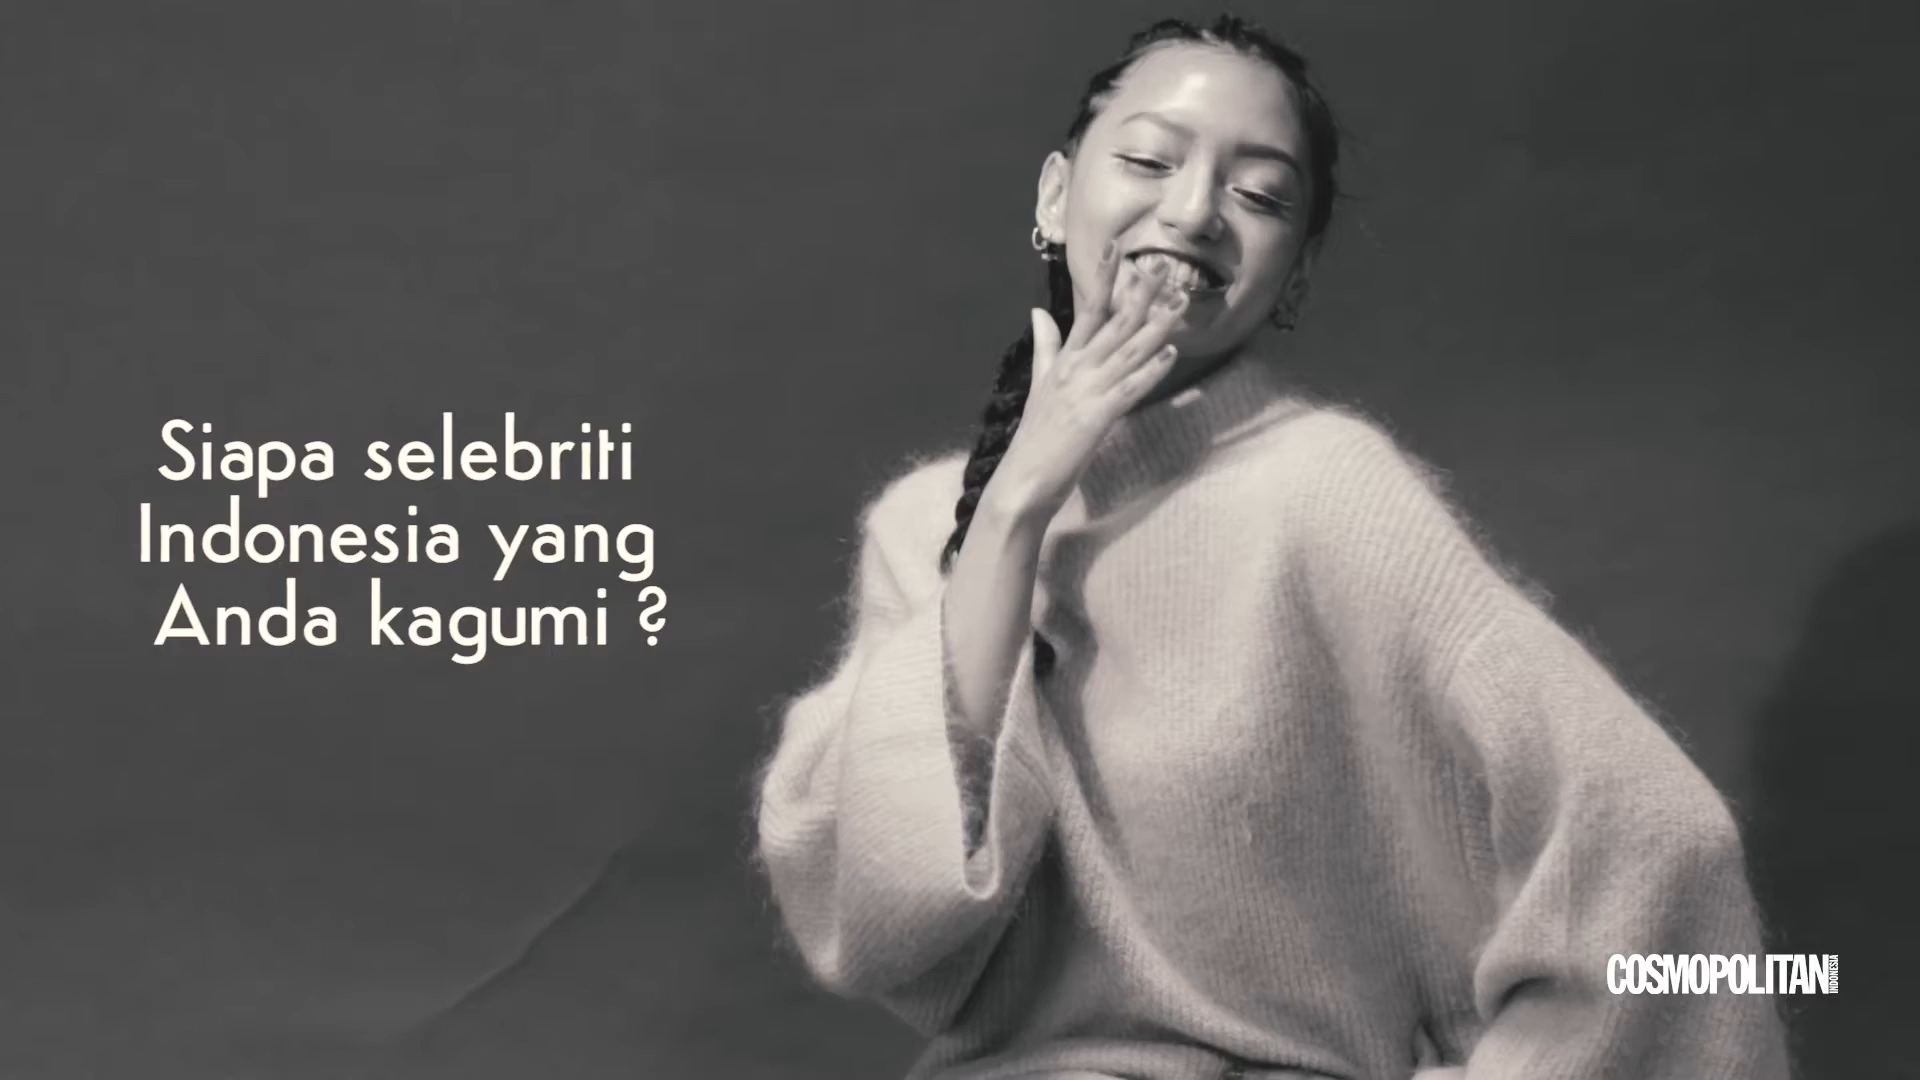 Siapa selebriti
Indonesia yang
Anda kagumi ?
COSMOPOLITAN
INDONESIA